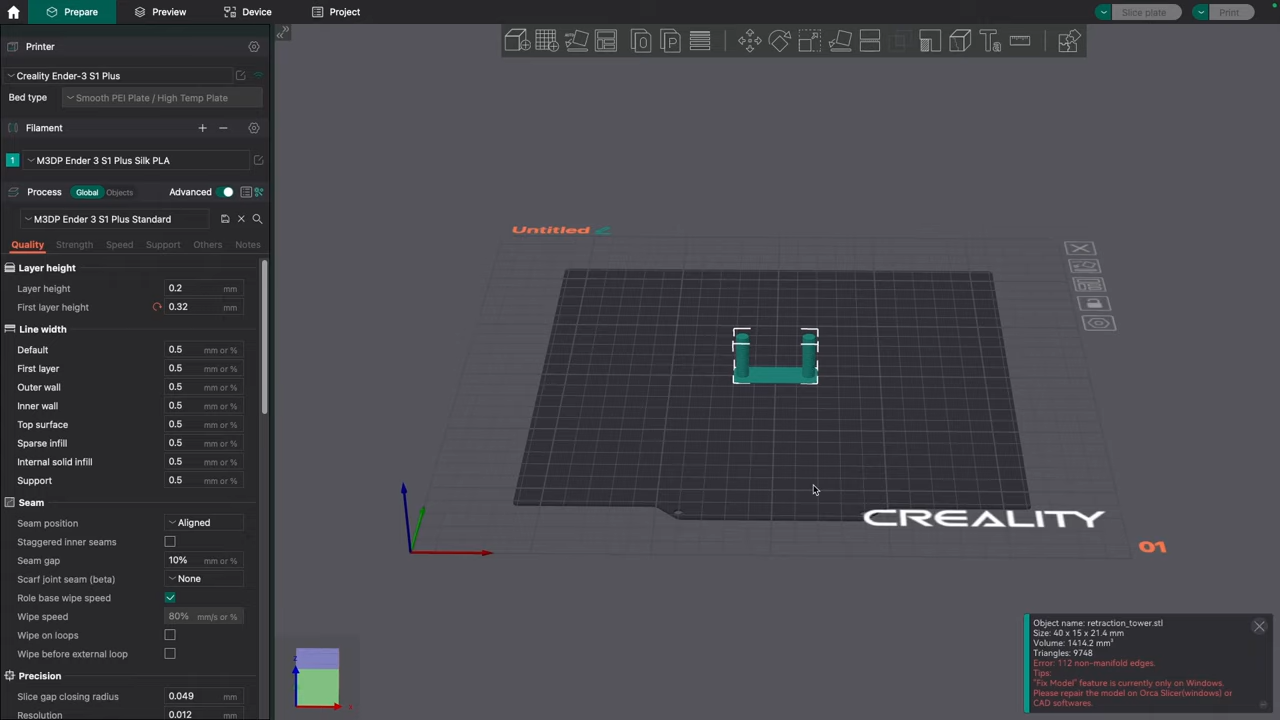 Prepare
Preview
Device
Project
Slice plate
Print
Printer
Creality Ender-3 S1 Plus
Bed type
Smooth PEI Plate / High Temp Plate
Filament
1
M3DP Ender 3 S1 Plus Silk PLA
Process Global Objects Advanced
M3DP Ender 3 S1 Plus Standard
Quality Strength Speed Support Others Notes
Layer height
Layer height 0.2 mm
First layer height 0.32 mm
Line width
Default 0.5 mm or %
First layer 0.5 mm or %
Outer wall 0.5 mm or %
Inner wall 0.5 mm or %
Top surface 0.5 mm or %
Sparse infill 0.5 mm or %
Internal solid infill 0.5 mm or %
Support 0.5 mm or %
Seam
Seam position Aligned
Staggered inner seams
Seam gap 10% mm or %
Scarf joint seam (beta) None
Role base wipe speed
Wipe speed 80% mm/s or %
Wipe on loops
Wipe before external loop
Precision
Slice gap closing radius 0.049 mm
Resolution 0.012 mm
Untitled
CREALITY
01
Object name: retraction_tower.stl
Size: 40 x 15 x 21.4 mm
Volume: 1414.2 mm³
Triangles: 9748
Error: 112 non-manifold edges.
Tips:
"Fix Model" feature is currently only on Windows.
Please repair the model on Orca Slicer(windows) or
CAD softwares.